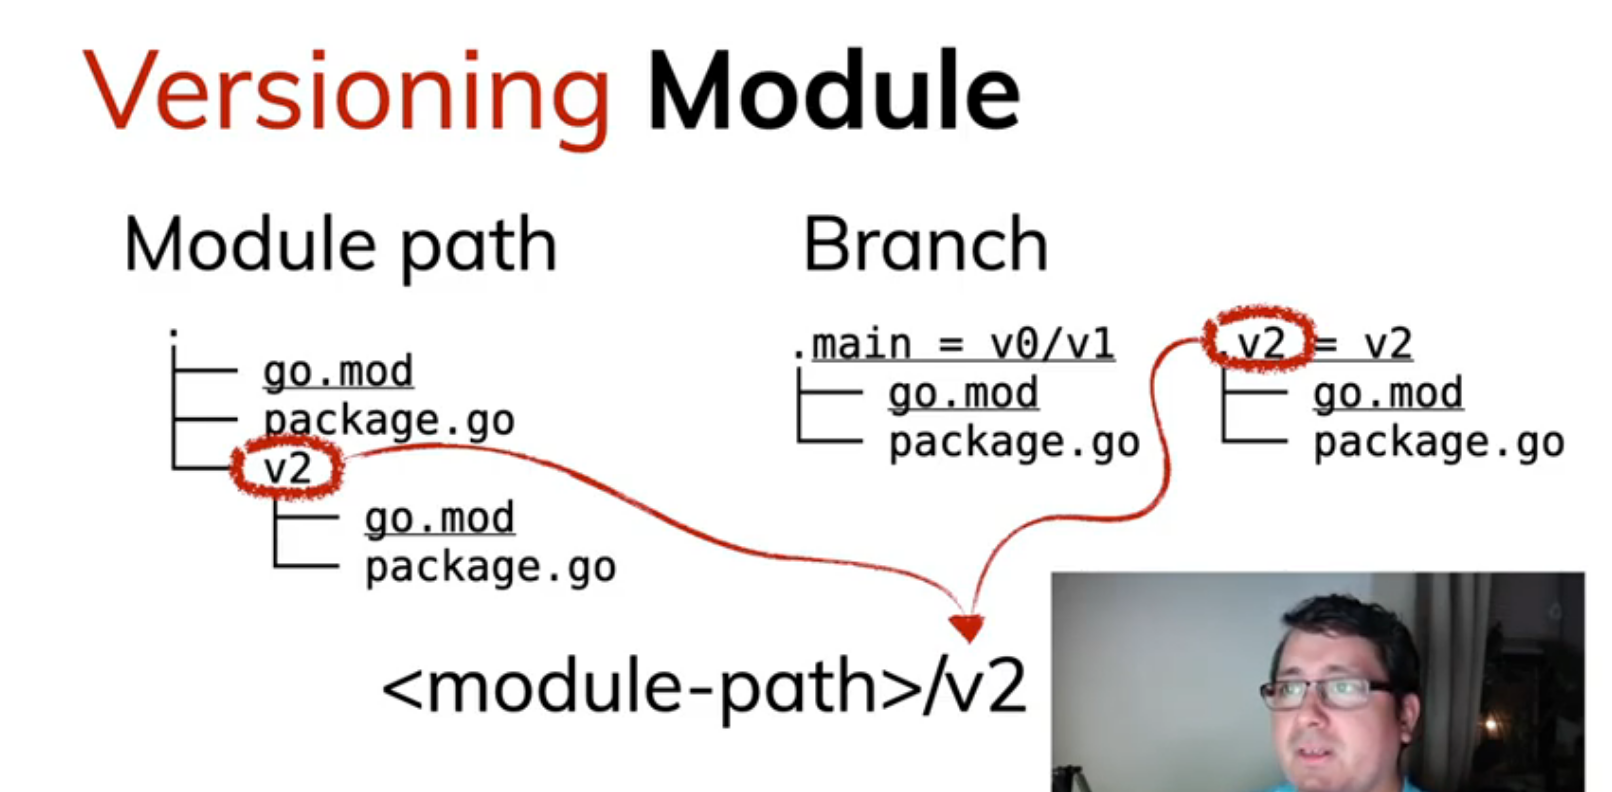 Versioning Module
Module path
.
go.mod
package.go
v2
go.mod
package.go
Branch
.main = v0/v1
go.mod
package.go
.v2 = v2
go.mod
package.go
<module-path>/v2